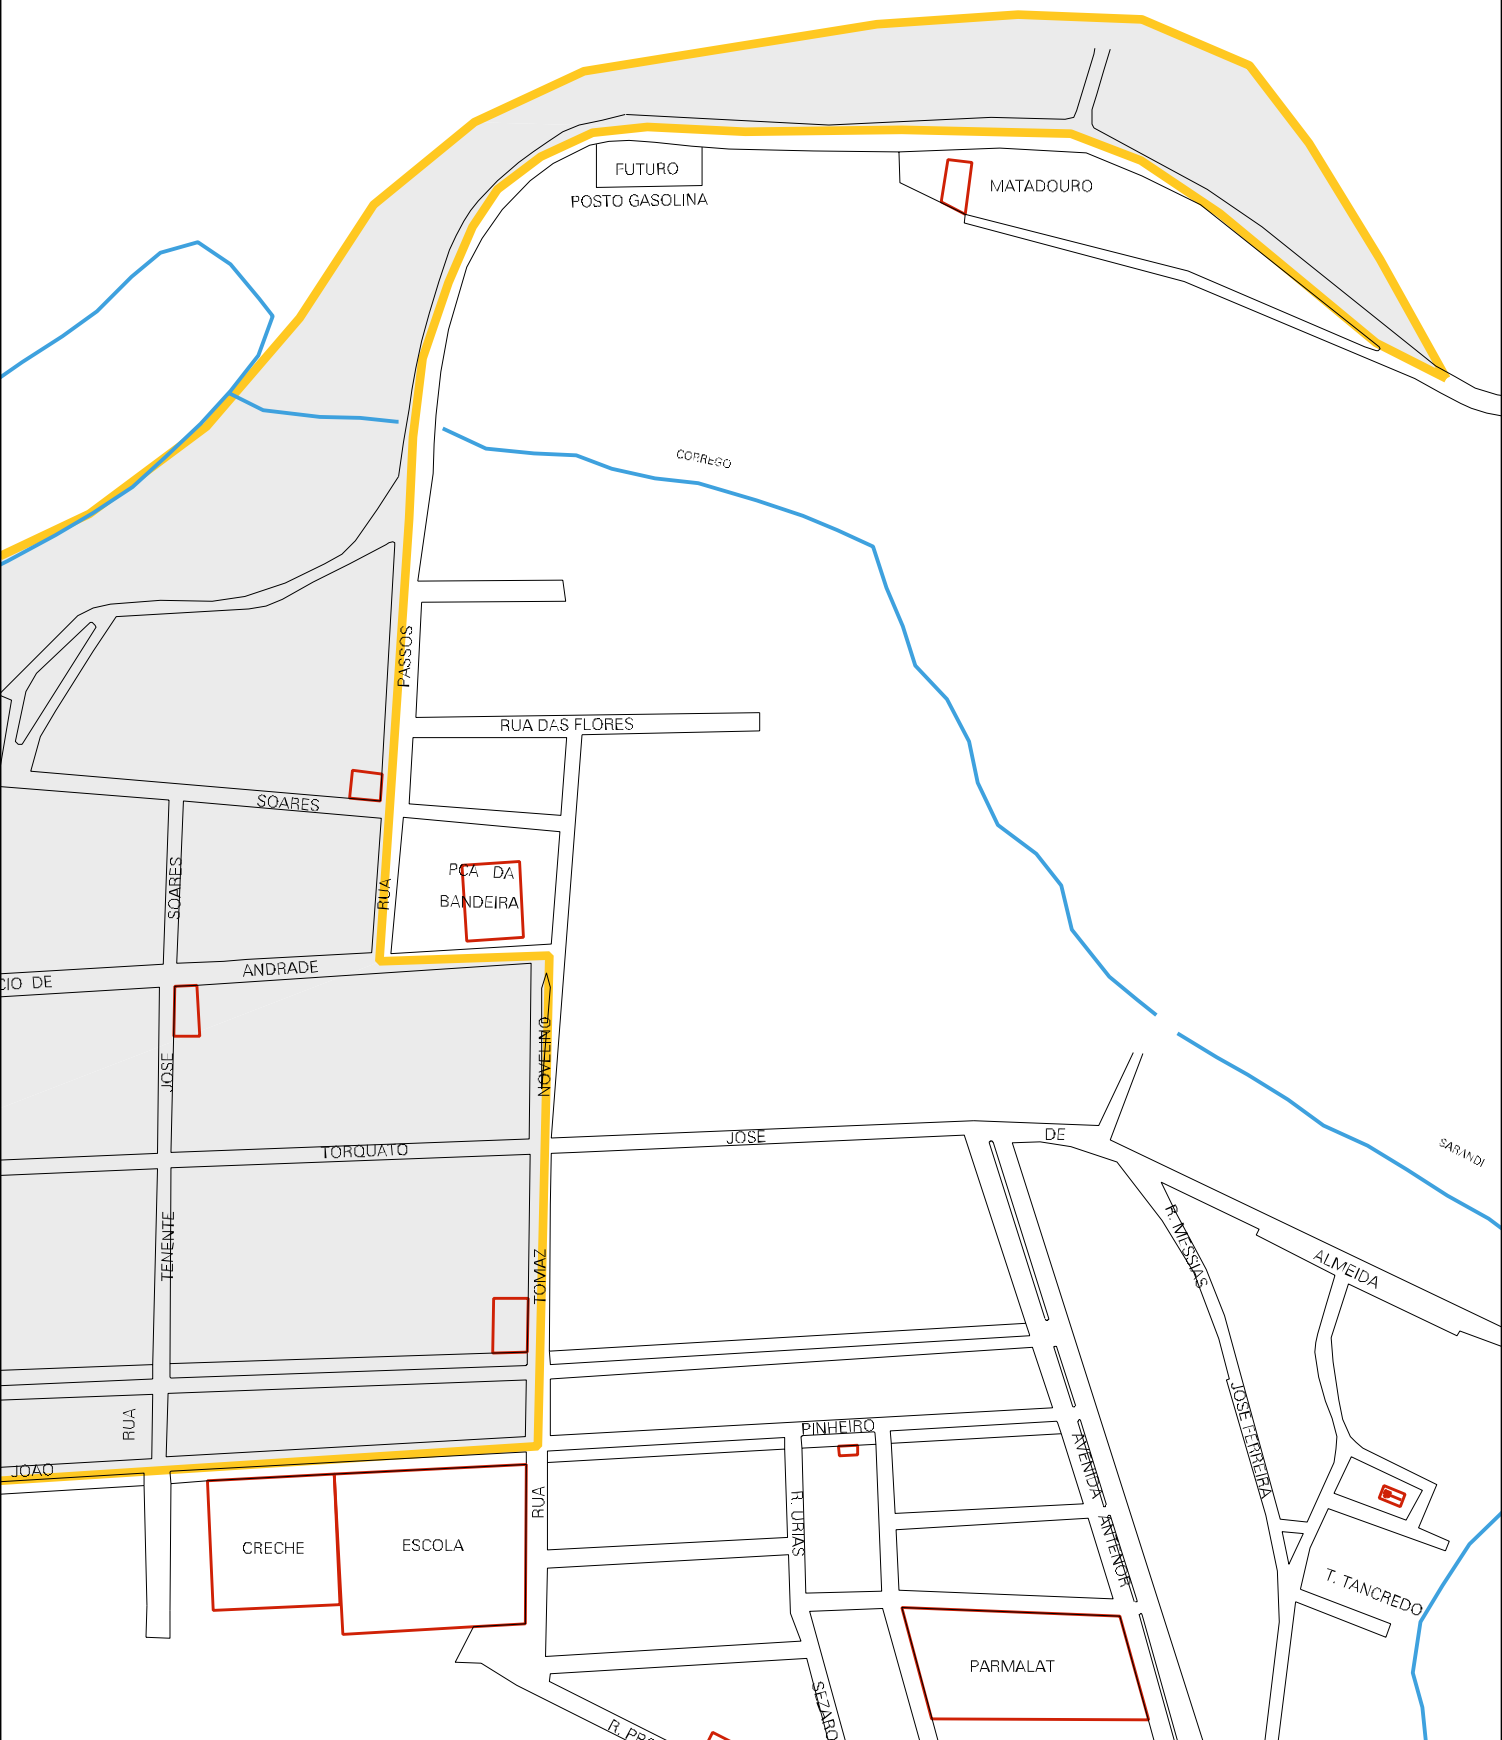 FUTURO
POSTO GASOLINA
MATADOURO
CORREGO
PASSOS
RUA DAS FLORES
SOARES
SOARES
RUA
PCA DA
BANDEIRA
ANDRADE
CIO DE
NOVELINO
JOSE
JOSE
DE
TORQUATO
SARANDI
R. MESSIAS
TENENTE
TOMAZ
ALMEIDA
RUA
JOSE FERREIRA
PINHEIRO
AVENIDA
JOAO
RUA
R. URIAS
ANTENOR
CRECHE
ESCOLA
T. TANCREDO
PARMALAT
SEZARO